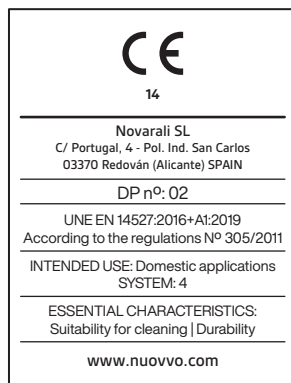 CE
14
Novarali SL
C/ Portugal, 4 - Pol. Ind. San Carlos
03370 Redován (Alicante) SPAIN
DP nº: 02
UNE EN 14527:2016+A1:2019
According to the regulations Nº 305/2011
INTENDED USE: Domestic applications
SYSTEM: 4
ESSENTIAL CHARACTERISTICS:
Suitability for cleaning | Durability
www.nuovvo.com